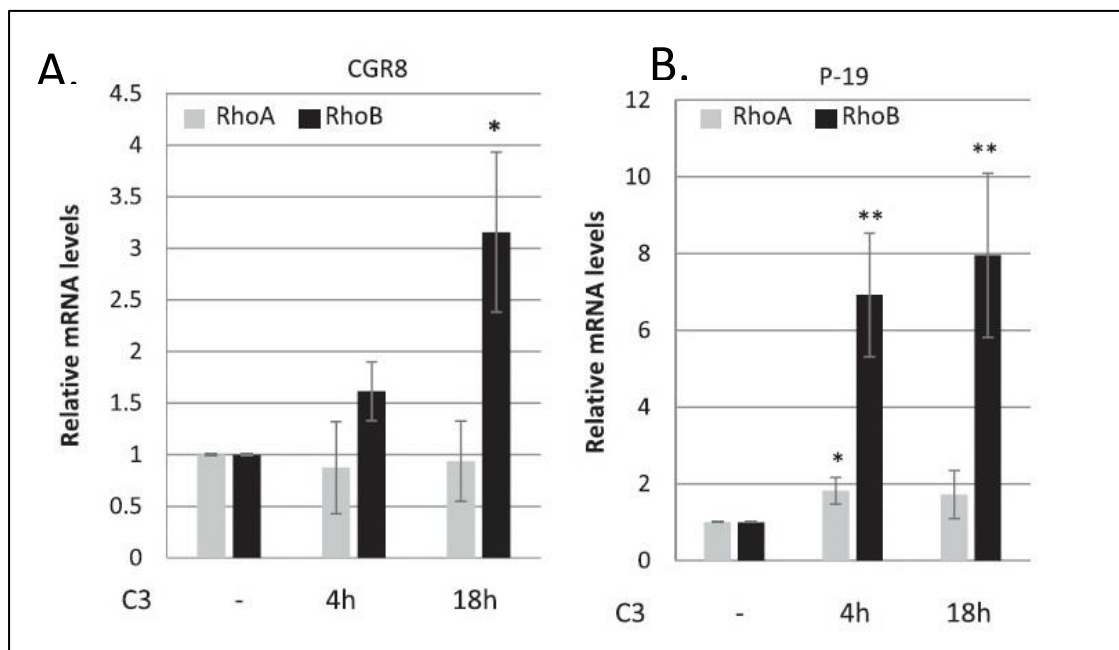 A.
CGR8
RhoA RhoB
4.5
4
3.5
3
2.5
2
1.5
1
0.5
0
Relative mRNA levels
*
C3 - 4h 18h
B.
P-19
RhoA RhoB
12
10
8
6
4
2
0
Relative mRNA levels
*
**
**
C3 - 4h 18h